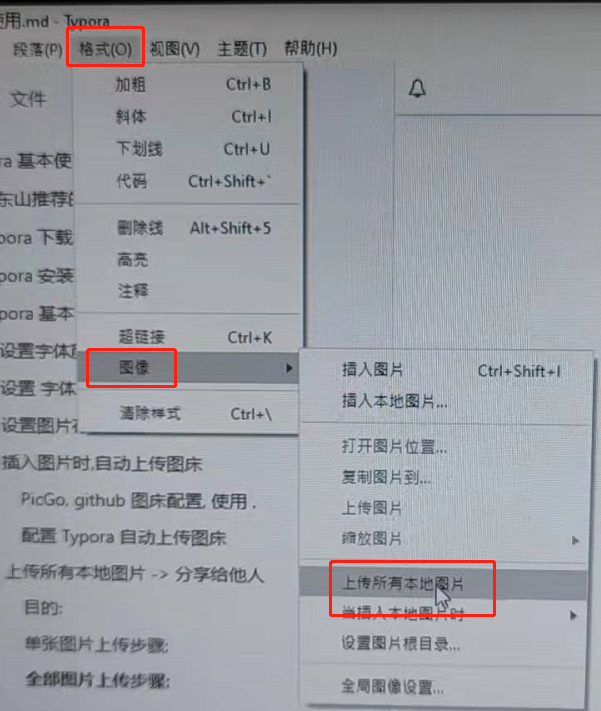 使用.md - Typora
段落(P) 格式(O) 视图(V) 主题(T) 帮助(H)
文件
加粗 Ctrl+B
斜体 Ctrl+I
下划线 Ctrl+U
代码 Ctrl+Shift+`
删除线 Alt+Shift+5
高亮
注释
超链接 Ctrl+K
图像
清除样式 Ctrl+\
插入图片 Ctrl+Shift+I
插入本地图片...
打开图片位置...
复制图片到...
上传图片
缩放图片
上传所有本地图片
当插入本地图片时
设置图片根目录...
全局图像设置...
ra 基本使
东山推荐的
pora 下载
pora 安装
pora 基本
设置字体
设置 字体
设置图片
插入图片时,自动上传图床
PicGo, github 图床配置, 使用 .
配置 Typora 自动上传图床
上传所有本地图片 -> 分享给他人
目的:
单张图片上传步骤:
全部图片上传步骤: